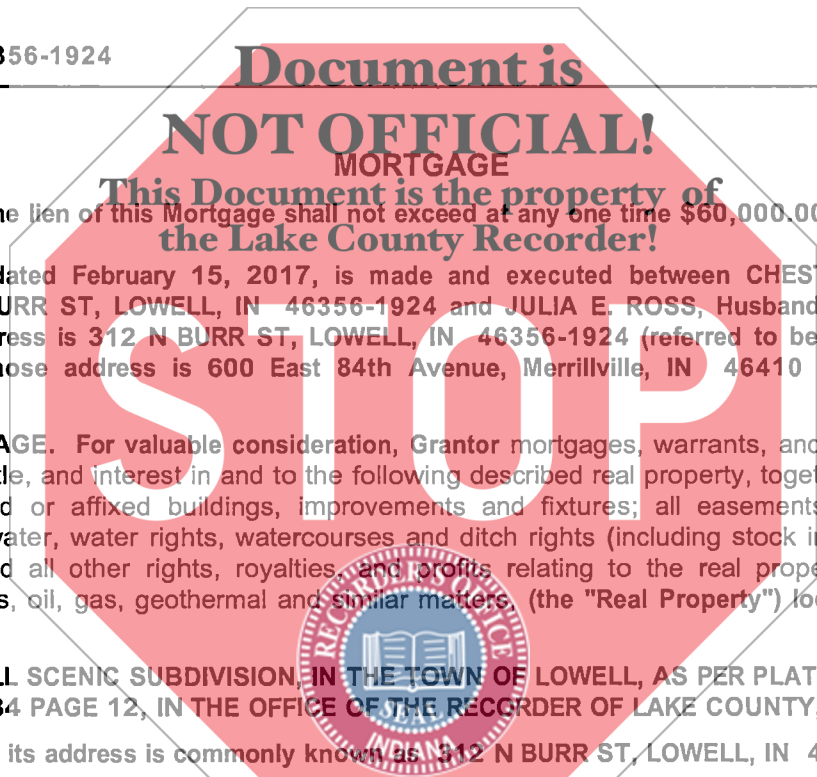 356-1924
Document is
NOT OFFICIAL!
MORTGAGE
This Document is the property of
he lien of this Mortgage shall not exceed at any one time $60,000.00
the Lake County Recorder!
dated February 15, 2017, is made and executed between CHEST
BURR ST, LOWELL, IN 46356-1924 and JULIA E. ROSS, Husband
ress is 312 N BURR ST, LOWELL, IN 46356-1924 (referred to be
hose address is 600 East 84th Avenue, Merrillville, IN 46410
STOP
AGE. For valuable consideration, Grantor mortgages, warrants, and
tle, and interest in and to the following described real property, toget
d or affixed buildings, improvements and fixtures; all easements
vater, water rights, watercourses and ditch rights (including stock in
d all other rights, royalties, and profits relating to the real prope
s, oil, gas, geothermal and similar matters, (the "Real Property") loc
RECORDER'S OFFICE
LL SCENIC SUBDIVISION, IN THE TOWN OF LOWELL, AS PER PLAT
34 PAGE 12, IN THE OFFICE OF THE RECORDER OF LAKE COUNTY,
SEAL
INDIANA
its address is commonly known as 312 N BURR ST, LOWELL, IN 4